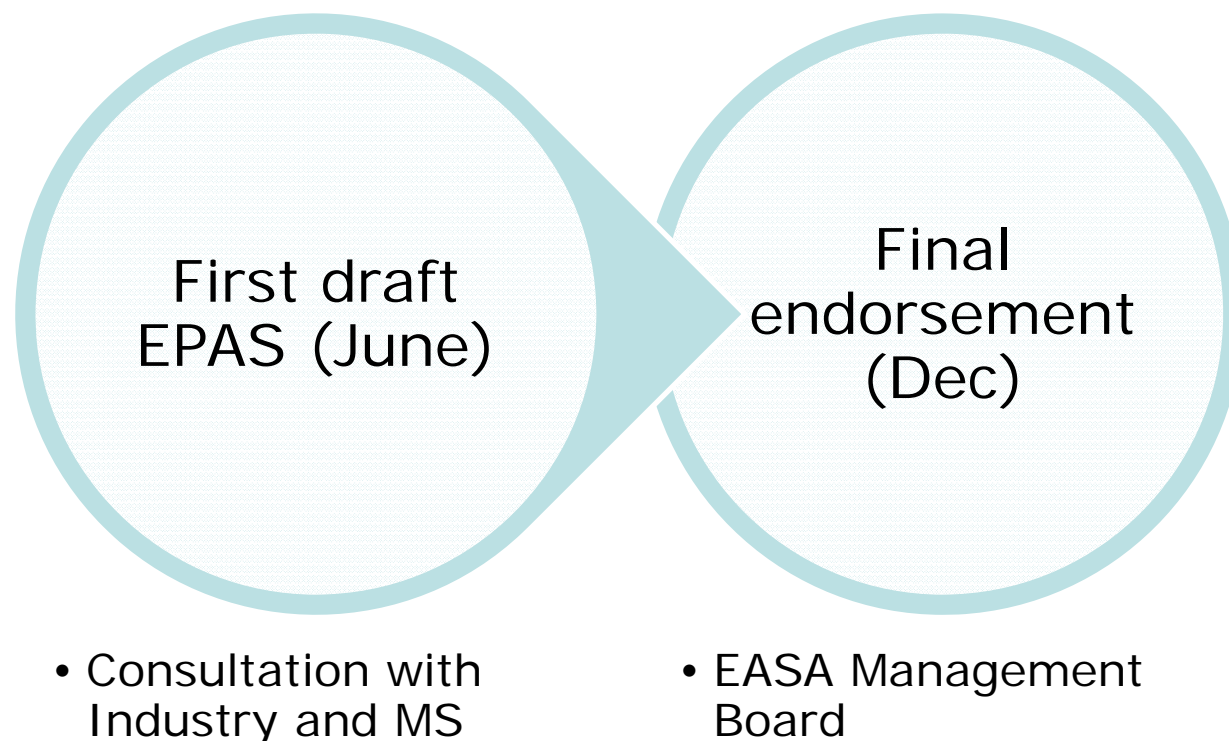 First draft
EPAS (June)
• Consultation with
Industry and MS
Final
endorsement
(Dec)
• EASA Management
Board